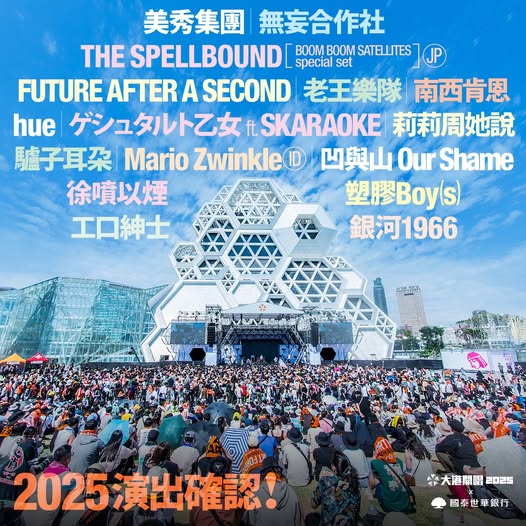 美秀集團 | 無妄合作社
THE SPELLBOUND [BOOM BOOM SATELLITES special set] JP
FUTURE AFTER A SECOND | 老王樂隊 | 南西肯恩
hue | ゲシュタルト乙女 ft. SKARAOKE | 莉莉周她說
驢子耳朵 | Mario Zwinkle ID | 凹與山 Our Shame
徐噴以煙 塑膠Boy(s)
工口紳士 銀河1966
2025演出確認!
大港開唱 2025
×
國泰世華銀行